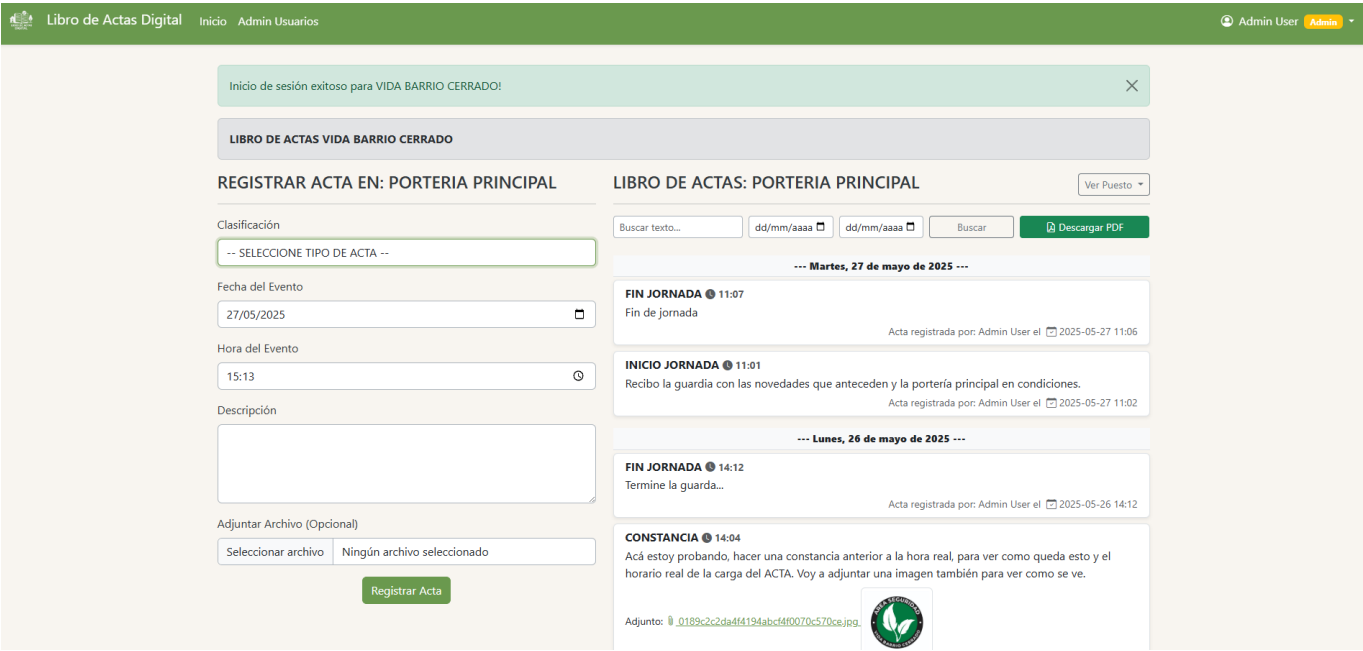 Libro de Actas Digital Inicio Admin Usuarios Admin User Admin
Inicio de sesión exitoso para VIDA BARRIO CERRADO!
LIBRO DE ACTAS VIDA BARRIO CERRADO
REGISTRAR ACTA EN: PORTERIA PRINCIPAL
Clasificación
-- SELECCIONE TIPO DE ACTA --
Fecha del Evento
27/05/2025
Hora del Evento
15:13
Descripción
Adjuntar Archivo (Opcional)
Seleccionar archivo Ningún archivo seleccionado
Registrar Acta
LIBRO DE ACTAS: PORTERIA PRINCIPAL
Ver Puesto
Buscar texto... dd/mm/aaaa dd/mm/aaaa Buscar Descargar PDF
--- Martes, 27 de mayo de 2025 ---
FIN JORNADA 11:07
Fin de jornada
Acta registrada por: Admin User el 2025-05-27 11:06
INICIO JORNADA 11:01
Recibo la guardia con las novedades que anteceden y la portería principal en condiciones.
Acta registrada por: Admin User el 2025-05-27 11:02
--- Lunes, 26 de mayo de 2025 ---
FIN JORNADA 14:12
Termine la guarda...
Acta registrada por: Admin User el 2025-05-26 14:12
CONSTANCIA 14:04
Acá estoy probando, hacer una constancia anterior a la hora real, para ver como queda esto y el
horario real de la carga del ACTA. Voy a adjuntar una imagen también para ver como se ve.
Adjunto: 0189c2c2da4f4194abcf4f0070c570ce.jpg
AREA SEGURIDAD
VIDA BARRIO CERRADO